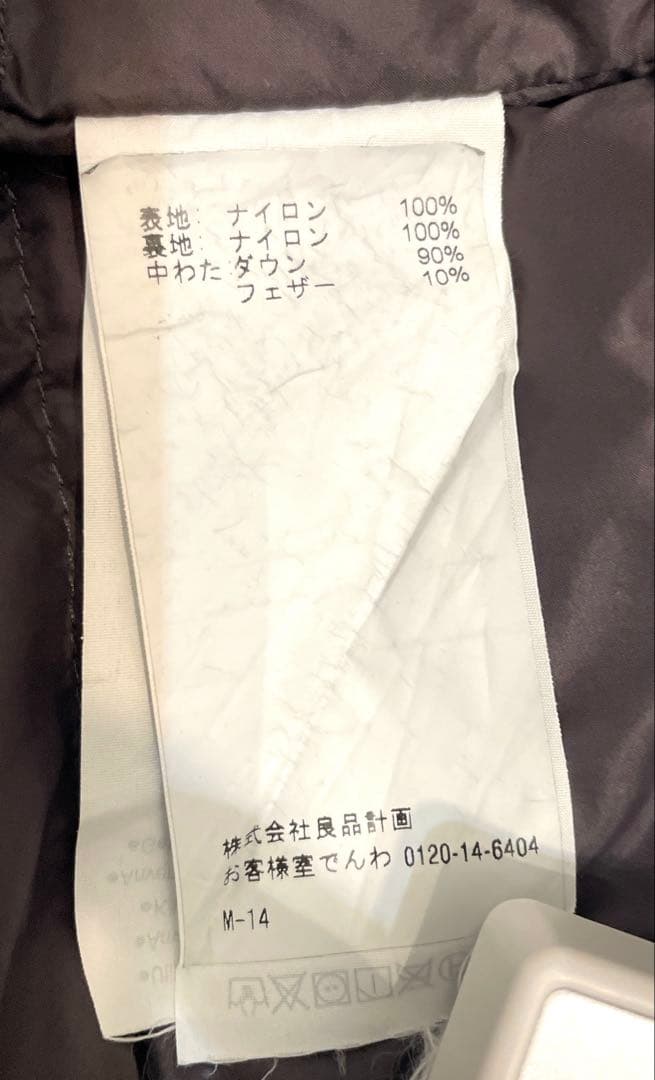 表地: ナイロン 100%
裏地: ナイロン 100%
中わた:ダウン 90%
フェザー 10%
株式会社良品計画
お客様室でんわ 0120-14-6404
M-14